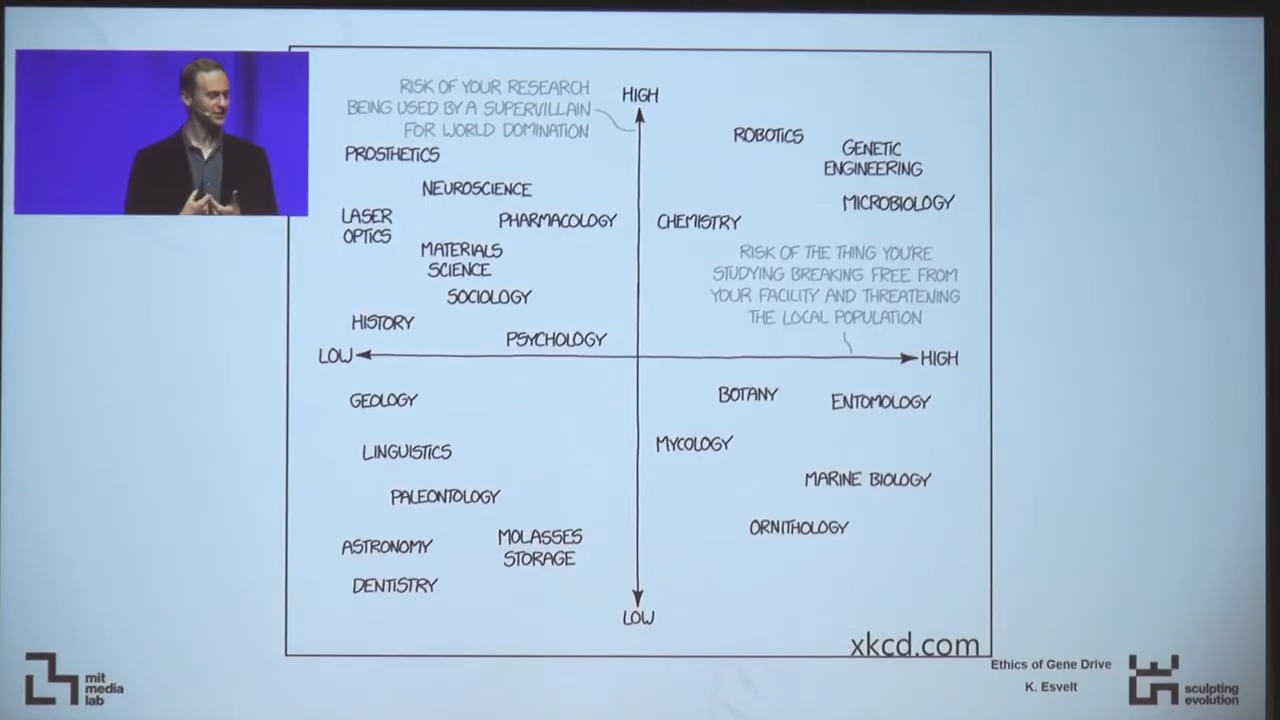 RISK OF YOUR RESEARCH
BEING USED BY A SUPERVILLAIN
FOR WORLD DOMINATION
HIGH
PROSTHETICS
NEUROSCIENCE
LASER
OPTICS
PHARMACOLOGY
MATERIALS
SCIENCE
SOCIOLOGY
HISTORY
PSYCHOLOGY
ROBOTICS
GENETIC
ENGINEERING
MICROBIOLOGY
CHEMISTRY
RISK OF THE THING YOU'RE
STUDYING BREAKING FREE FROM
YOUR FACILITY AND THREATENING
THE LOCAL POPULATION
LOW
HIGH
GEOLOGY
LINGUISTICS
PALEONTOLOGY
ASTRONOMY
MOLASSES
STORAGE
DENTISTRY
BOTANY
ENTOMOLOGY
MYCOLOGY
MARINE BIOLOGY
ORNITHOLOGY
LOW
xkcd.com
mit
media
lab
Ethics of Gene Drive
K. Esvelt
sculpting
evolution